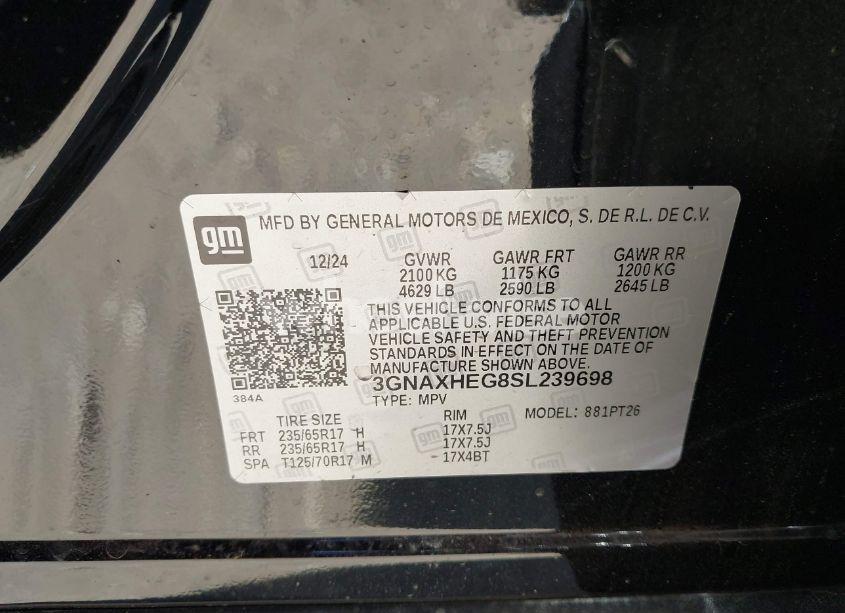 gm
MFD BY GENERAL MOTORS DE MEXICO, S. DE R.L. DE C.V.
12/24 GVWR GAWR FRT GAWR RR
2100 KG 1175 KG 1200 KG
4629 LB 2590 LB 2645 LB
THIS VEHICLE CONFORMS TO ALL
APPLICABLE U.S. FEDERAL MOTOR
VEHICLE SAFETY AND THEFT PREVENTION
STANDARDS IN EFFECT ON THE DATE OF
MANUFACTURE SHOWN ABOVE.
3GNAXHEG8SL239698
384A
TYPE: MPV
MODEL: 881PT26
TIRE SIZE RIM
FRT 235/65R17 H 17X7.5J
RR 235/65R17 H 17X7.5J
SPA T125/70R17 M 17X4BT